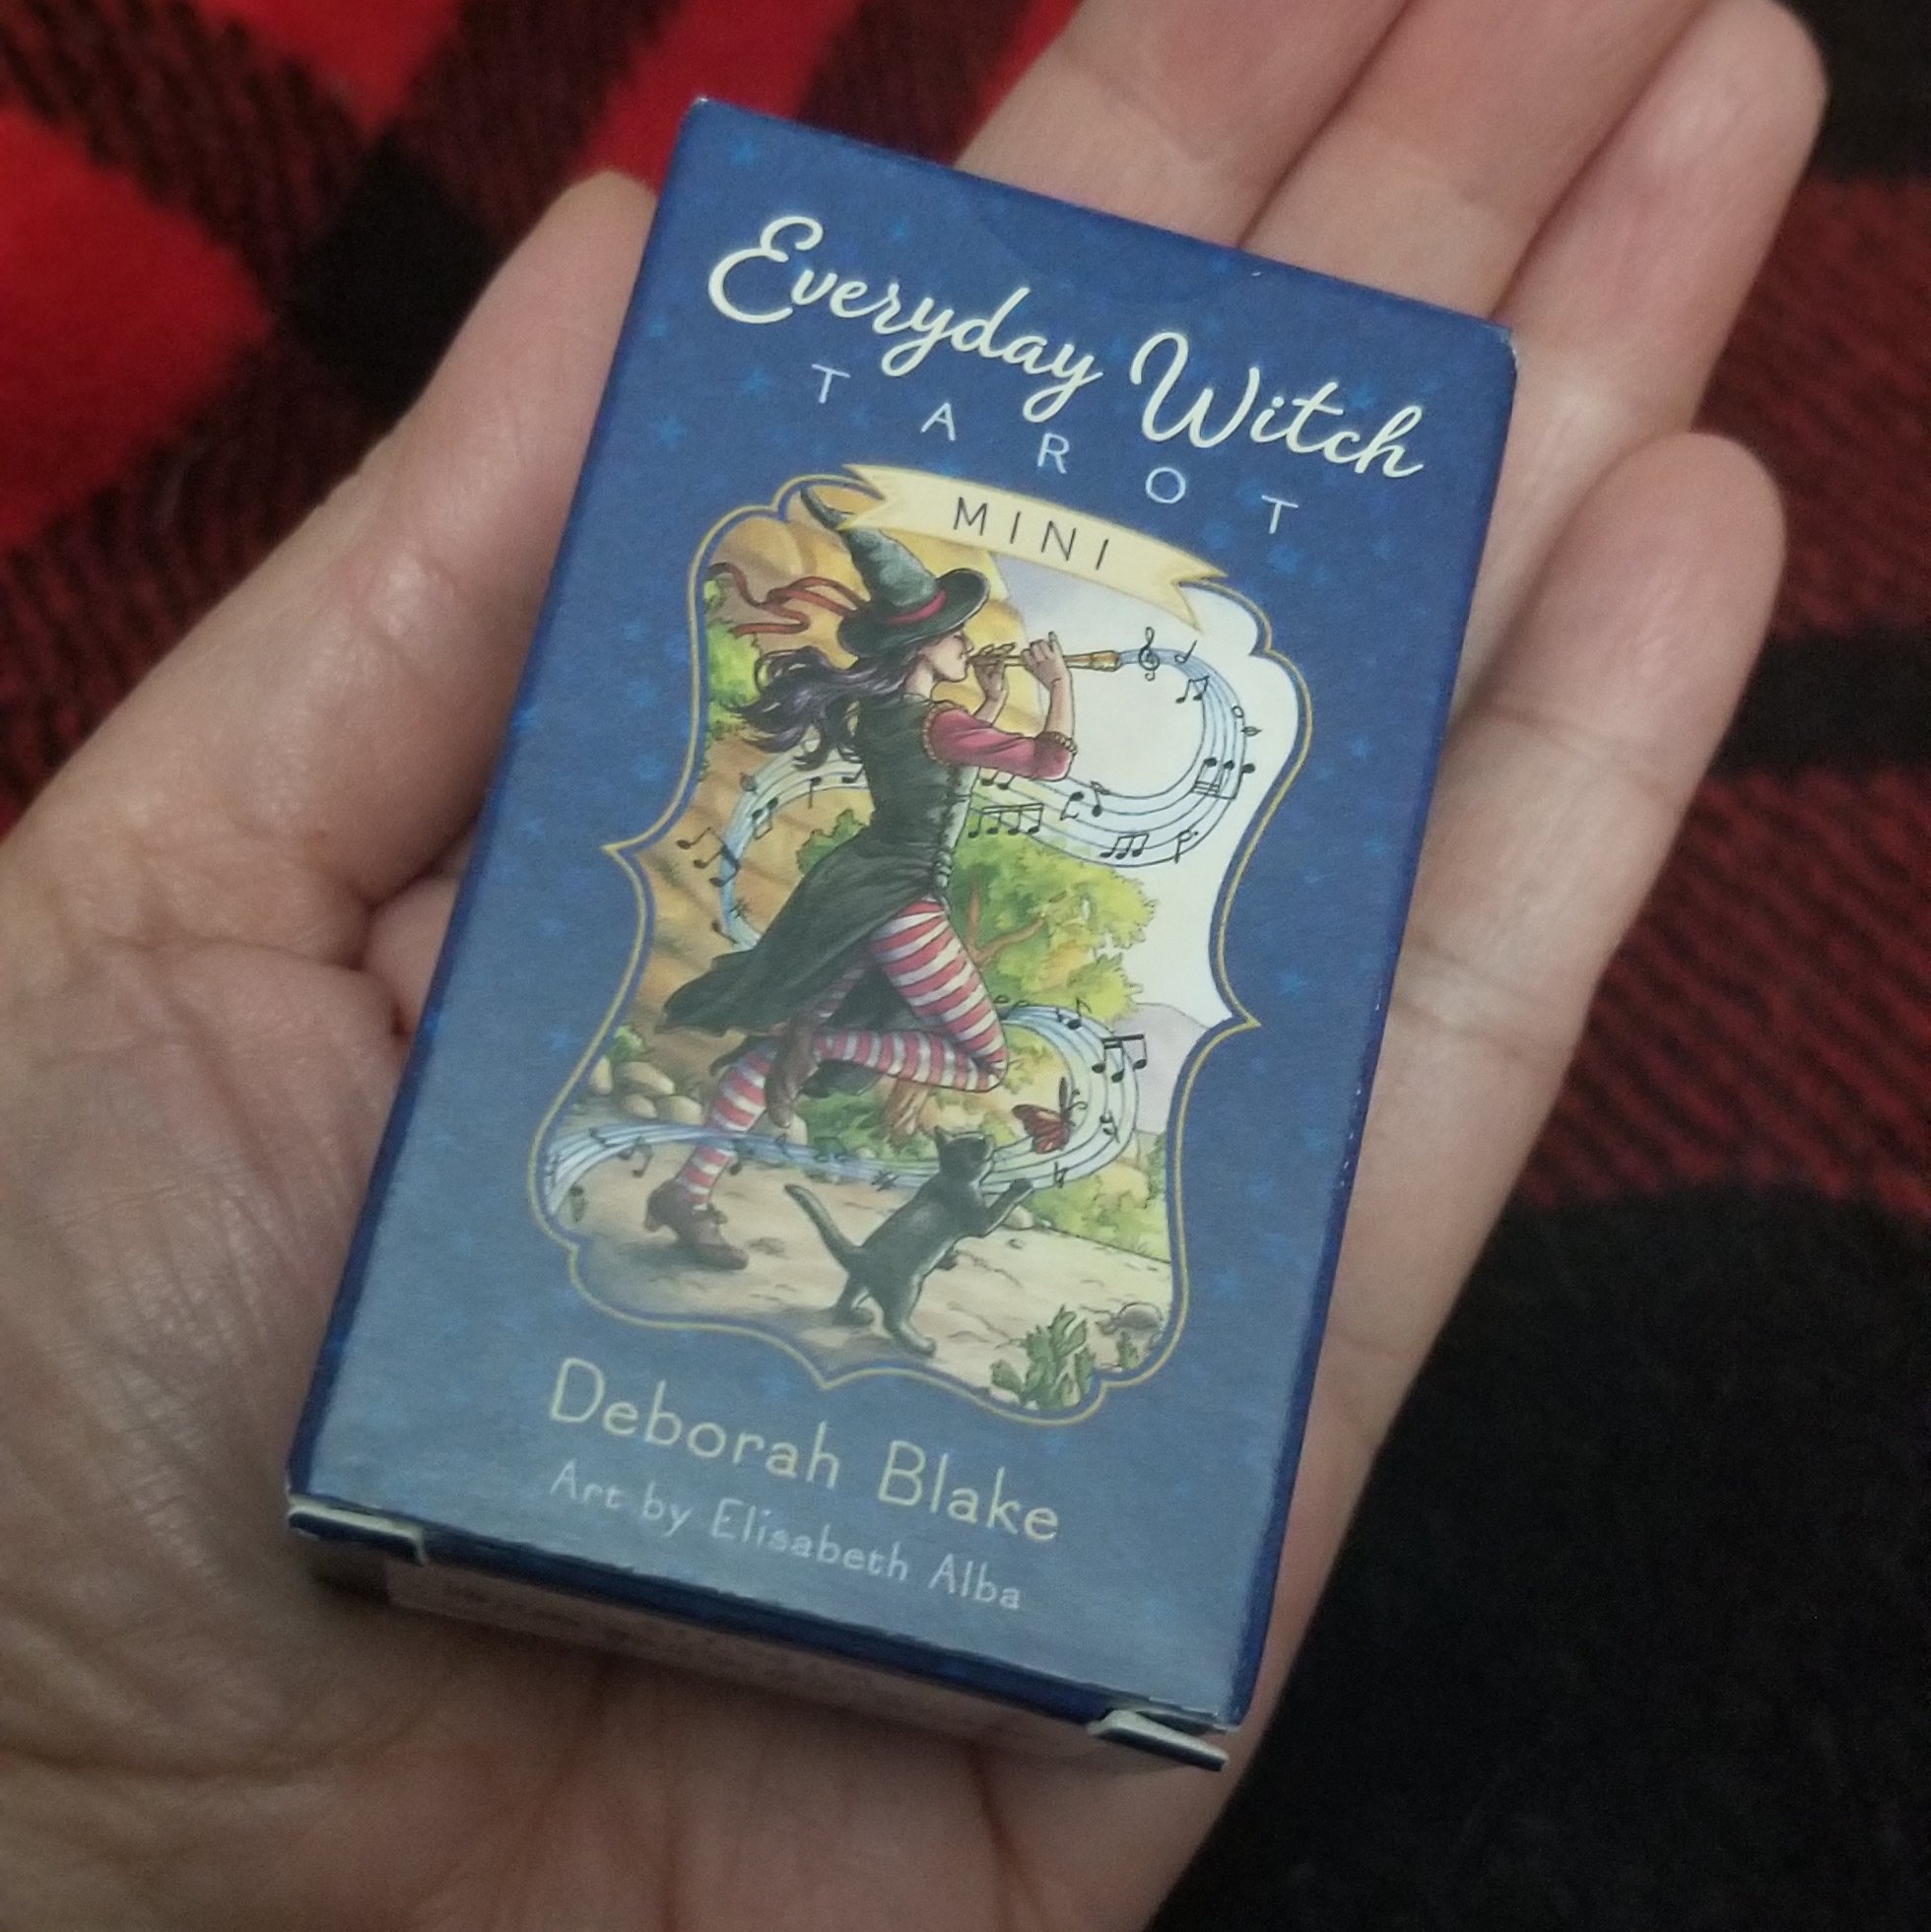 Everyday Witch
TAROT
MINI
Deborah Blake
Art by Elisabeth Alba